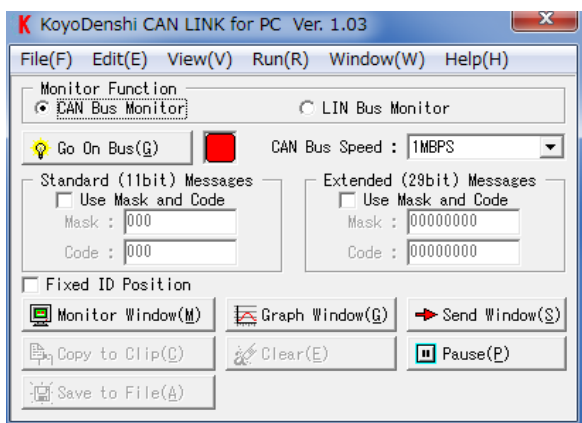 K KoyoDenshi CAN LINK for PC Ver. 1.03
File(F) Edit(E) View(V) Run(R) Window(W) Help(H)
Monitor Function
CAN Bus Monitor LIN Bus Monitor
Go On Bus(G) CAN Bus Speed : 1MBPS
Standard (11bit) Messages Extended (29bit) Messages
Use Mask and Code Use Mask and Code
Mask : 000 Mask : 00000000
Code : 000 Code : 00000000
Fixed ID Position
Monitor Window(M) Graph Window(G) Send Window(S)
Copy to Clip(C) Clear(E) Pause(P)
Save to File(A)